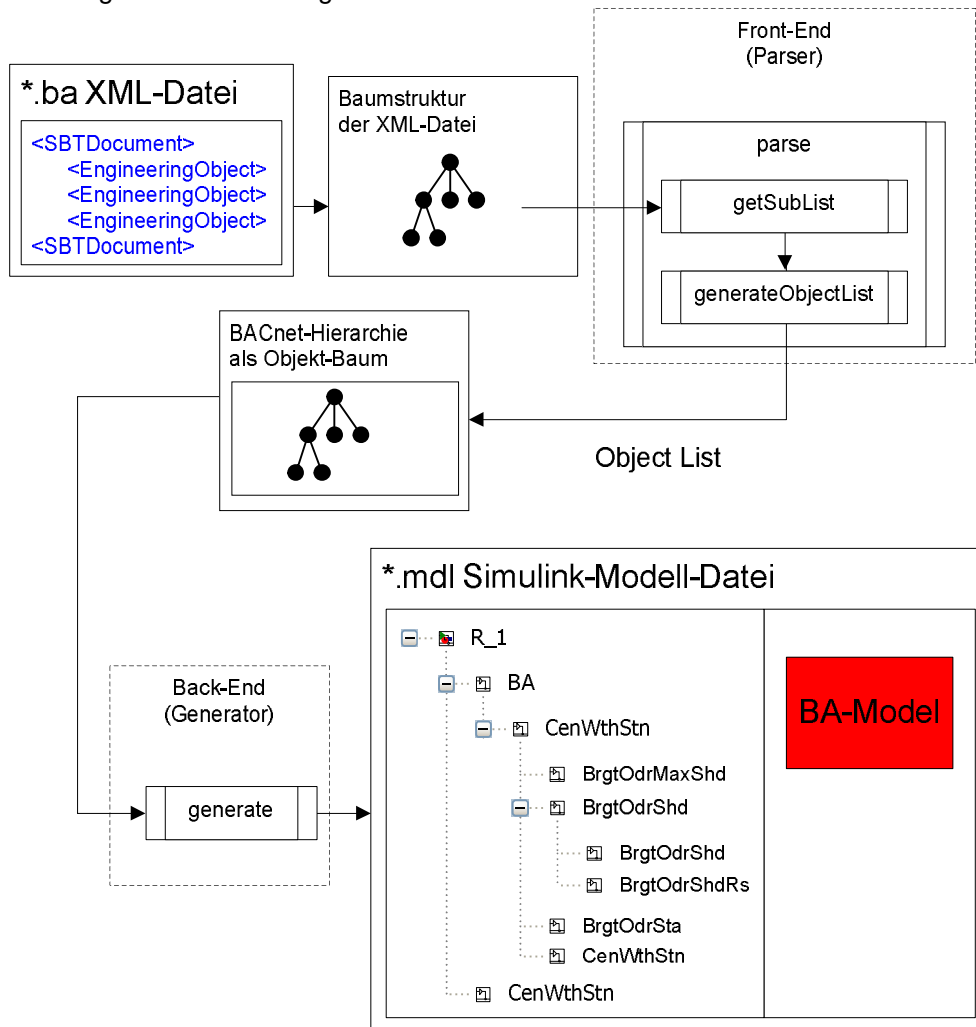 Front-End
(Parser)
*.ba XML-Datei
<SBTDocument>
<EngineeringObject>
<EngineeringObject>
<EngineeringObject>
<SBTDocument>
Baumstruktur
der XML-Datei
parse
getSubList
generateObjectList
BACnet-Hierarchie
als Objekt-Baum
Object List
*.mdl Simulink-Modell-Datei
R_1
BA
CenWthStn
BrgtOdrMaxShd
BrgtOdrShd
BrgtOdrShd
BrgtOdrShdRs
BrgtOdrSta
CenWthStn
CenWthStn
BA-Model
Back-End
(Generator)
generate